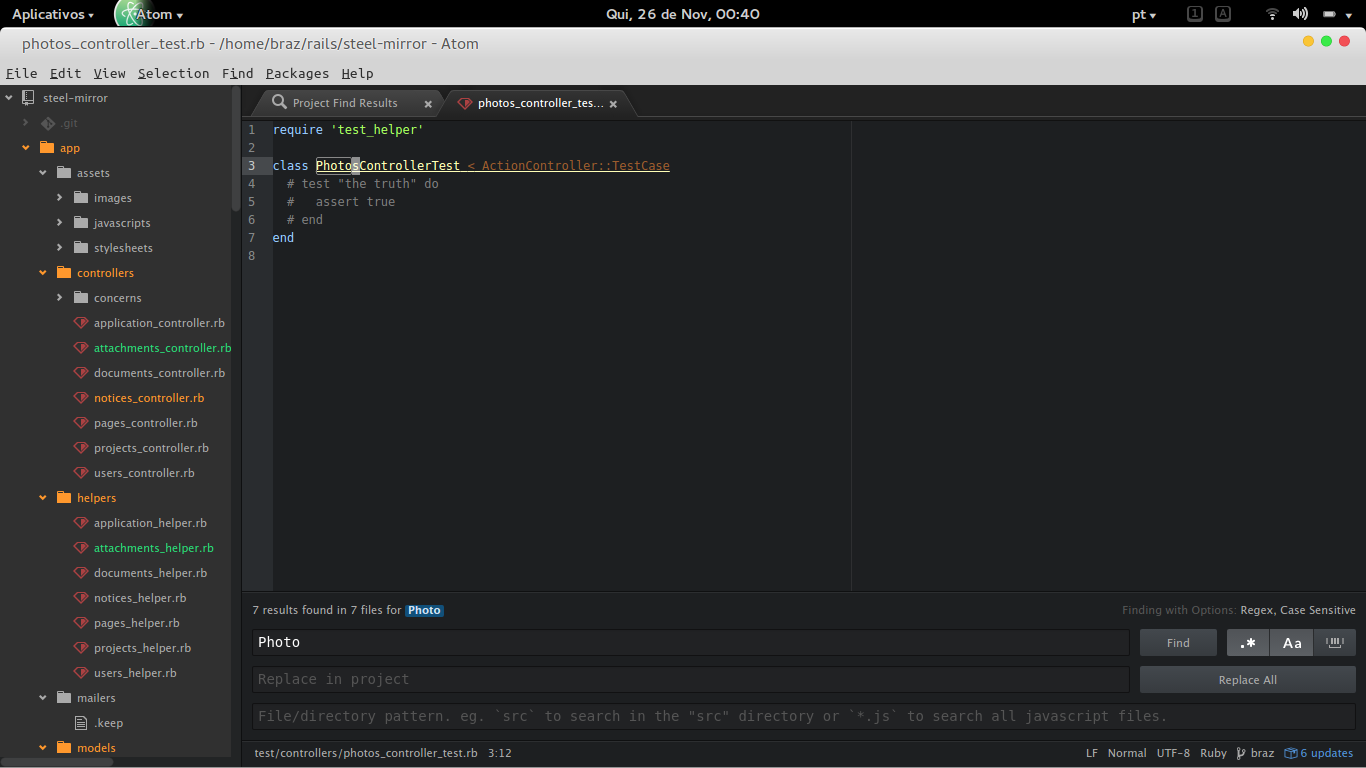 Aplicativos Atom Qui, 26 de Nov, 00:40 pt 1 A
photos_controller_test.rb - /home/braz/rails/steel-mirror - Atom
File Edit View Selection Find Packages Help
steel-mirror
.git
app
assets
images
javascripts
stylesheets
controllers
concerns
application_controller.rb
attachments_controller.rb
documents_controller.rb
notices_controller.rb
pages_controller.rb
projects_controller.rb
users_controller.rb
helpers
application_helper.rb
attachments_helper.rb
documents_helper.rb
notices_helper.rb
pages_helper.rb
projects_helper.rb
users_helper.rb
mailers
.keep
models
Project Find Results × photos_controller_tes... ×
1 require 'test_helper'
2
3 class PhotosControllerTest < ActionController::TestCase
4 # test "the truth" do
5 # assert true
6 # end
7 end
8
7 results found in 7 files for Photo Finding with Options: Regex, Case Sensitive
Photo Find .* Aa
Replace in project Replace All
File/directory pattern. eg. `src` to search in the "src" directory or `*.js` to search all javascript files.
test/controllers/photos_controller_test.rb 3:12 LF Normal UTF-8 Ruby braz 6 updates